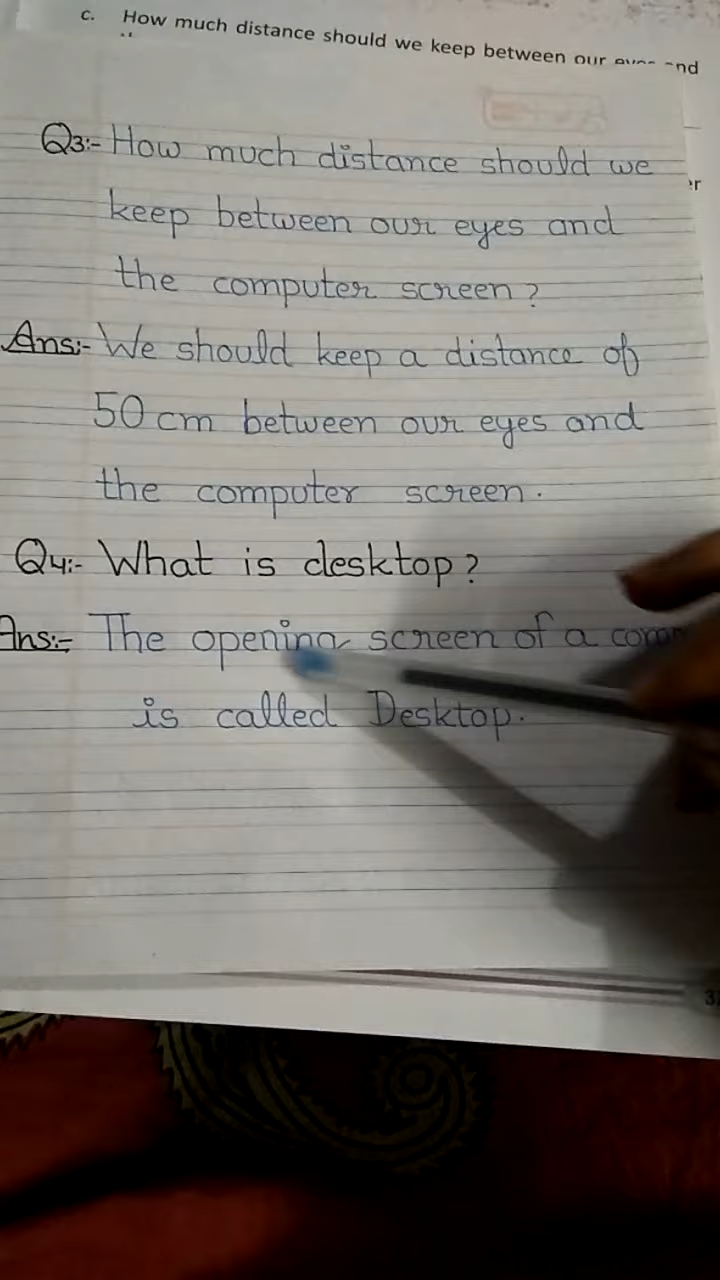 c. How much distance should we keep between our eyes and
Q3:- How much distance should we
keep between our eyes and
the computer screen?
Ans:- We should keep a distance of
50 cm between our eyes and
the computer screen.
Q4:- What is desktop?
Ans:- The opening screen of a
is called Desktop.